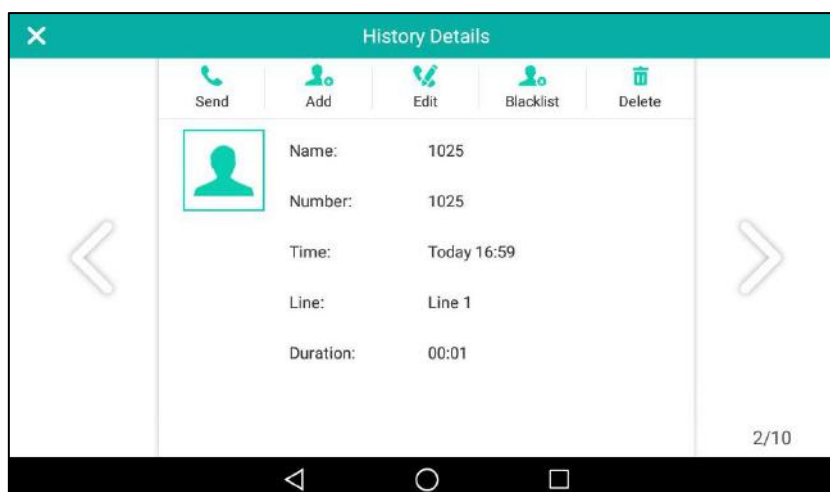 History Details
Send Add Edit Blacklist Delete
Name: 1025
Number: 1025
Time: Today 16:59
Line: Line 1
Duration: 00:01
2/10